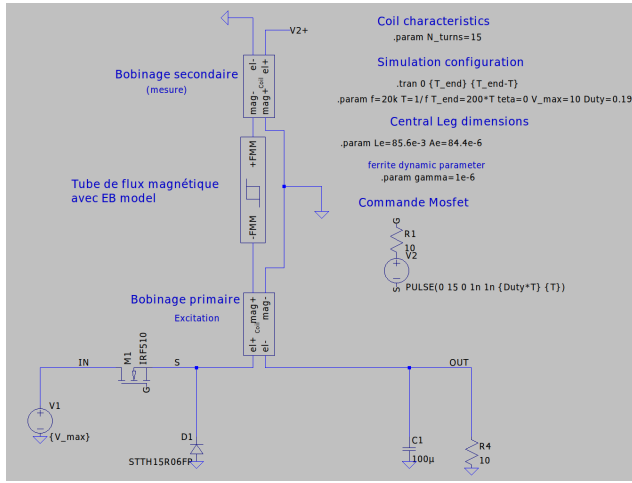 Coil characteristics
.param N_turns=15
V2+
el-
el+
Bobinage secondaire
(mesure)
Coil
mag-
mag+
Simulation configuration
.tran 0 {T_end} {T_end-T}
.param f=20k T=1/f T_end=200*T teta=0 V_max=10 Duty=0.19
Central Leg dimensions
.param Le=85.6e-3 Ae=84.4e-6
+FMM
ferrite dynamic parameter
.param gamma=1e-6
Tube de flux magnétique
avec EB model
-FMM
Commande Mosfet
G
R1
10
V2
S
PULSE(0 15 0 1n 1n {Duty*T} {T})
Bobinage primaire
Excitation
mag+
mag-
Coil
el+
el-
IN
M1
IRF510
G
S
OUT
V1
{V_max}
D1
STTH15R06FP
C1
100µ
R4
10